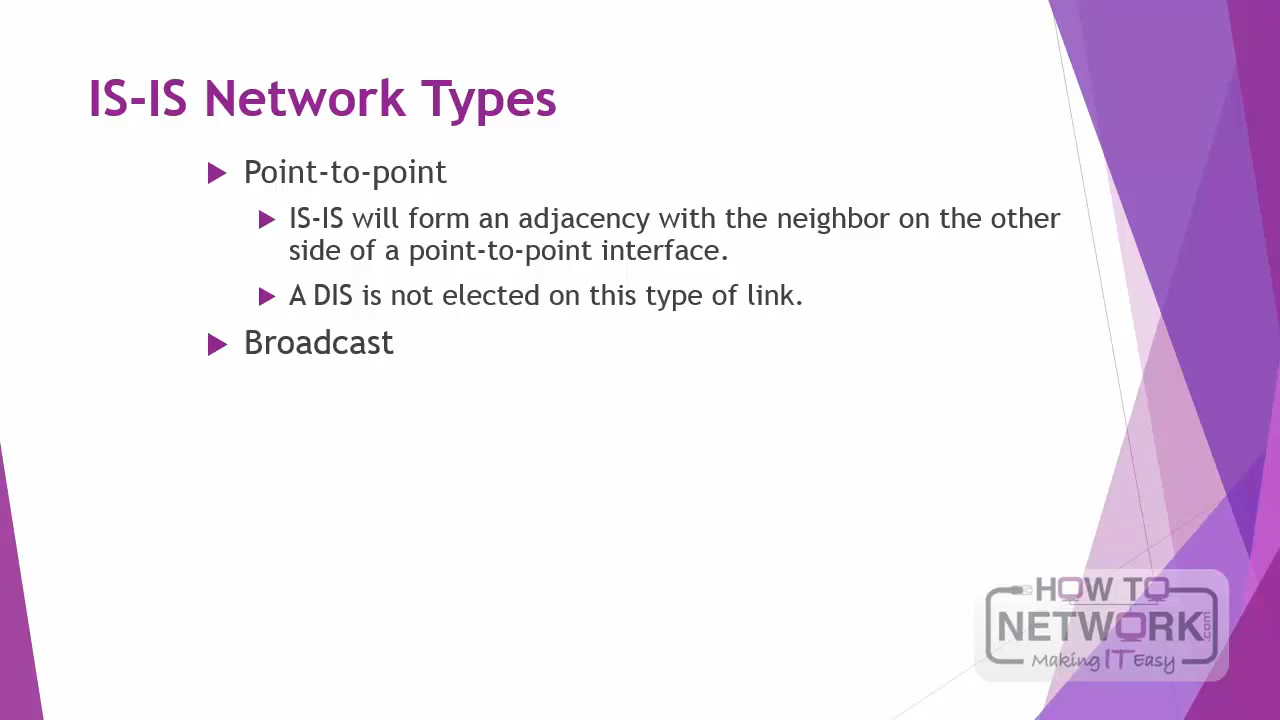 IS-IS Network Types
Point-to-point
IS-IS will form an adjacency with the neighbor on the other
side of a point-to-point interface.
A DIS is not elected on this type of link.
Broadcast
HOW TO
NETWORK.com
Making IT Easy